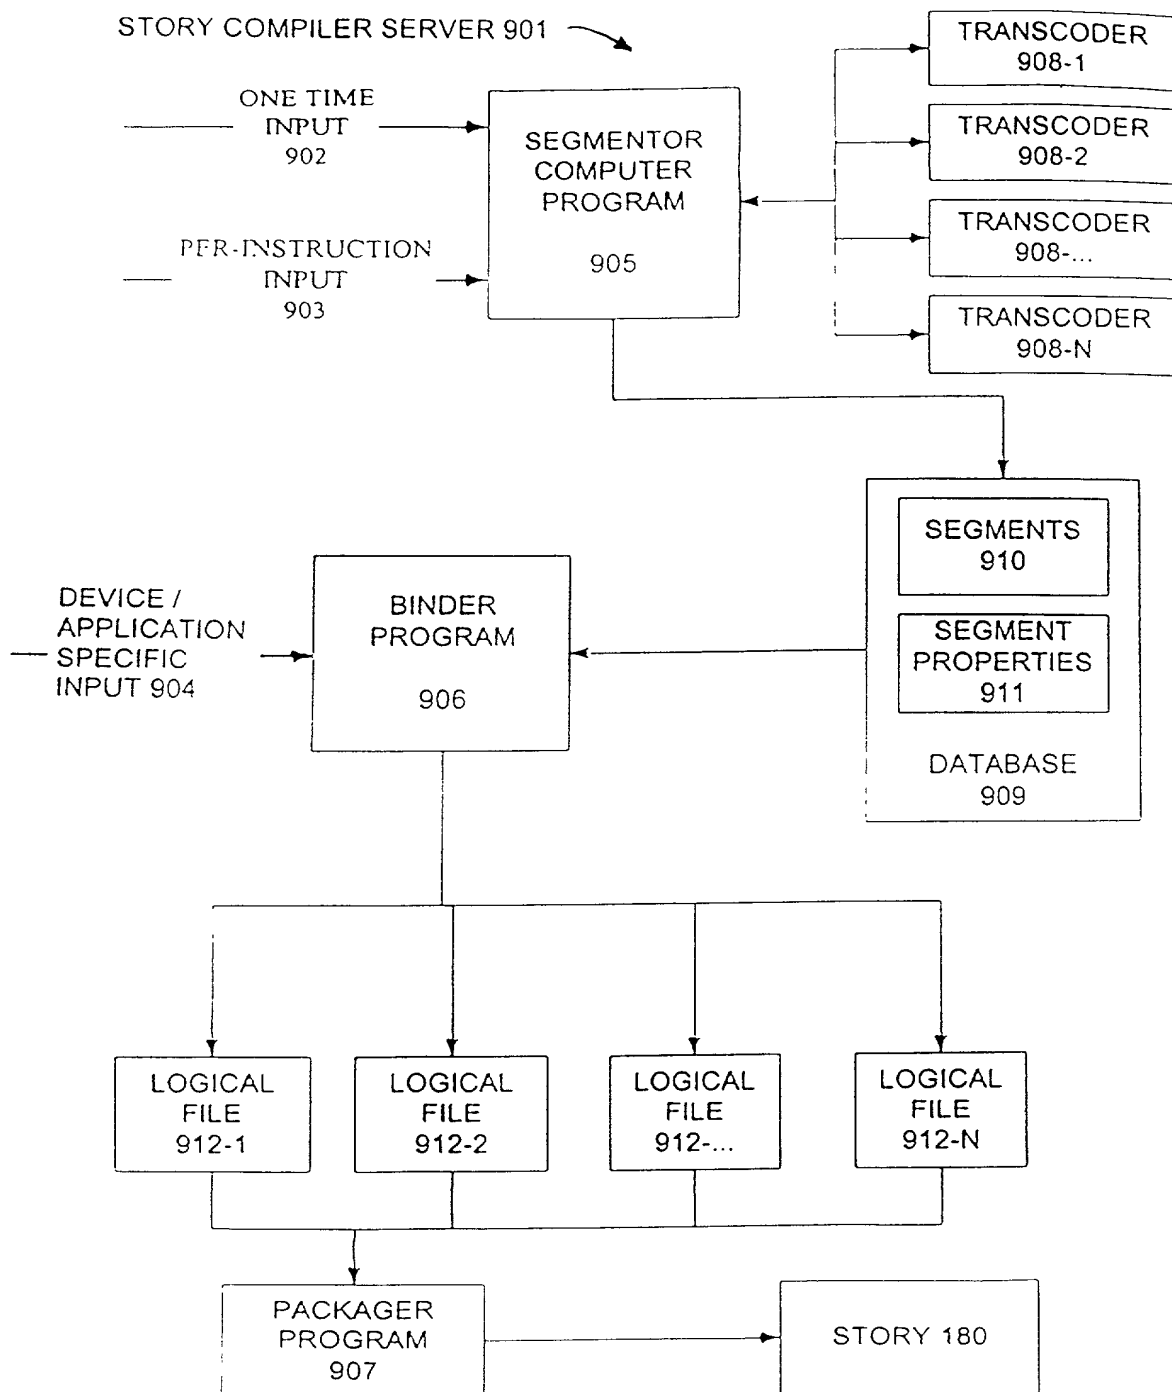 STORY COMPILER SERVER 901
ONE TIME
INPUT
902
PER-INSTRUCTION
INPUT
903
SEGMENTOR
COMPUTER
PROGRAM
905
TRANSCODER
908-1
TRANSCODER
908-2
TRANSCODER
908-...
TRANSCODER
908-N
SEGMENTS
910
SEGMENT
PROPERTIES
911
DATABASE
909
DEVICE /
APPLICATION
SPECIFIC
INPUT 904
BINDER
PROGRAM
906
LOGICAL
FILE
912-1
LOGICAL
FILE
912-2
LOGICAL
FILE
912-...
LOGICAL
FILE
912-N
PACKAGER
PROGRAM
907
STORY 180